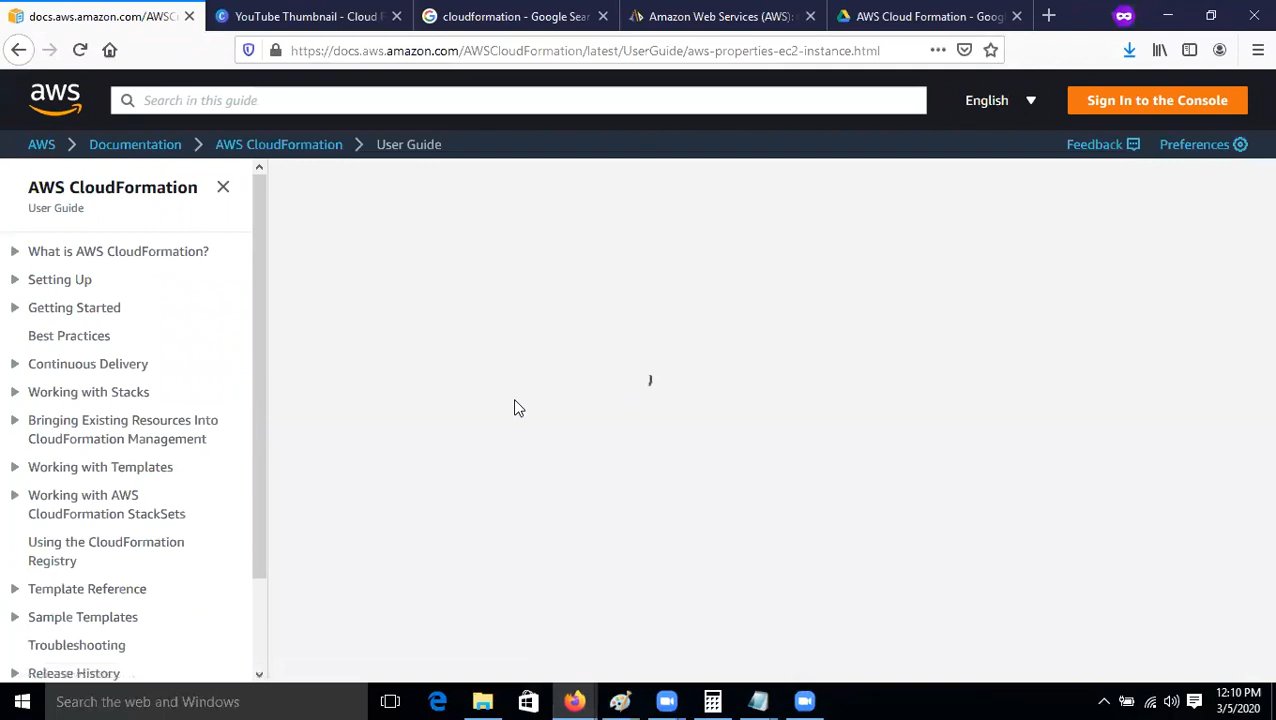 docs.aws.amazon.com/AWSCl
YouTube Thumbnail - Cloud F
cloudformation - Google Sear
Amazon Web Services (AWS):
AWS Cloud Formation - Googl
https://docs.aws.amazon.com/AWSCloudFormation/latest/UserGuide/aws-properties-ec2-instance.html
aws
Search in this guide
English
Sign In to the Console
AWS
Documentation
AWS CloudFormation
User Guide
Feedback
Preferences
AWS CloudFormation
User Guide
What is AWS CloudFormation?
Setting Up
Getting Started
Best Practices
Continuous Delivery
Working with Stacks
Bringing Existing Resources Into
CloudFormation Management
Working with Templates
Working with AWS
CloudFormation StackSets
Using the CloudFormation
Registry
Template Reference
Sample Templates
Troubleshooting
Release History
Search the web and Windows
12:10 PM
3/5/2020